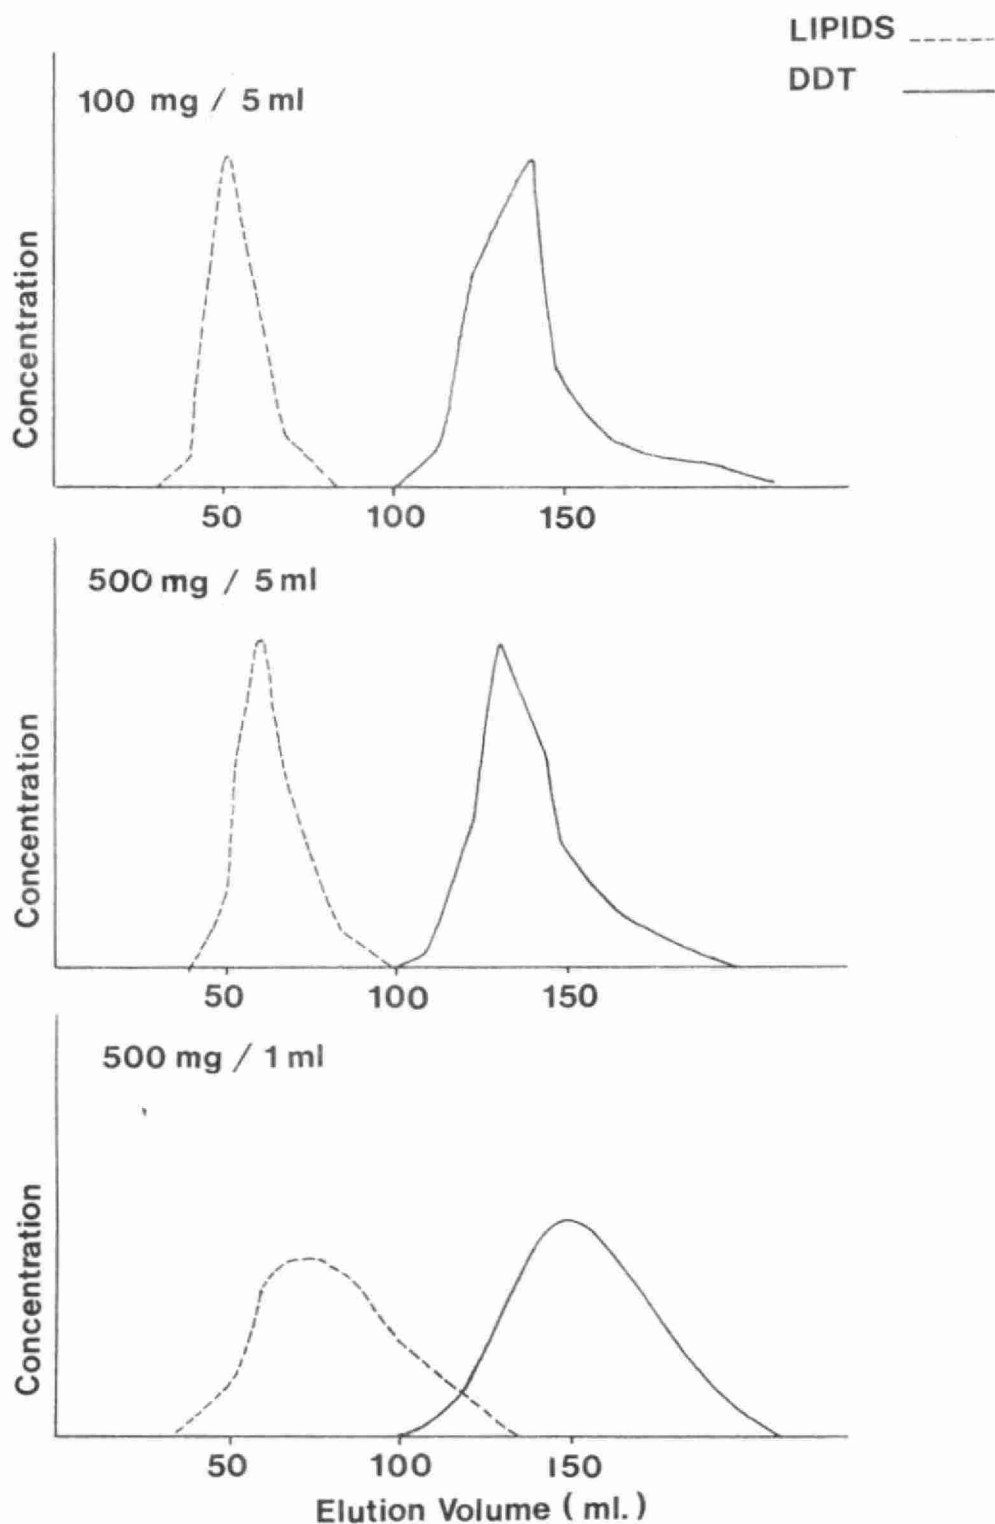 LIPIDS
DDT
100 mg / 5 ml
Concentration
50 100 150
500 mg / 5 ml
Concentration
50 100 150
500 mg / 1 ml
Concentration
50 100 150
Elution Volume ( ml. )